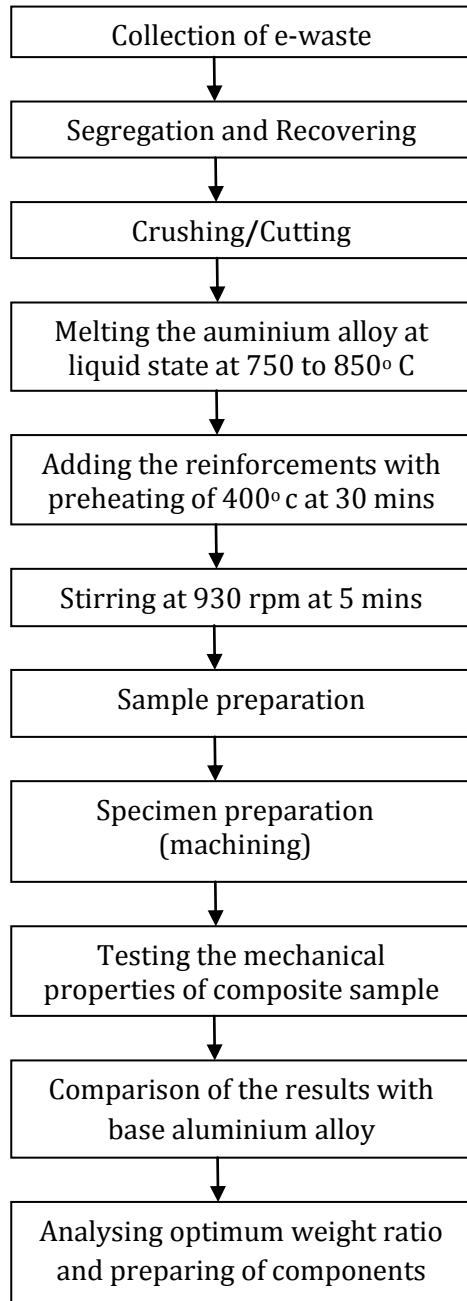 Collection of e-waste
Segregation and Recovering
Crushing/Cutting
Melting the auminium alloy at
liquid state at 750 to 850° C
Adding the reinforcements with
preheating of 400° c at 30 mins
Stirring at 930 rpm at 5 mins
Sample preparation
Specimen preparation
(machining)
Testing the mechanical
properties of composite sample
Comparison of the results with
base aluminium alloy
Analysing optimum weight ratio
and preparing of components